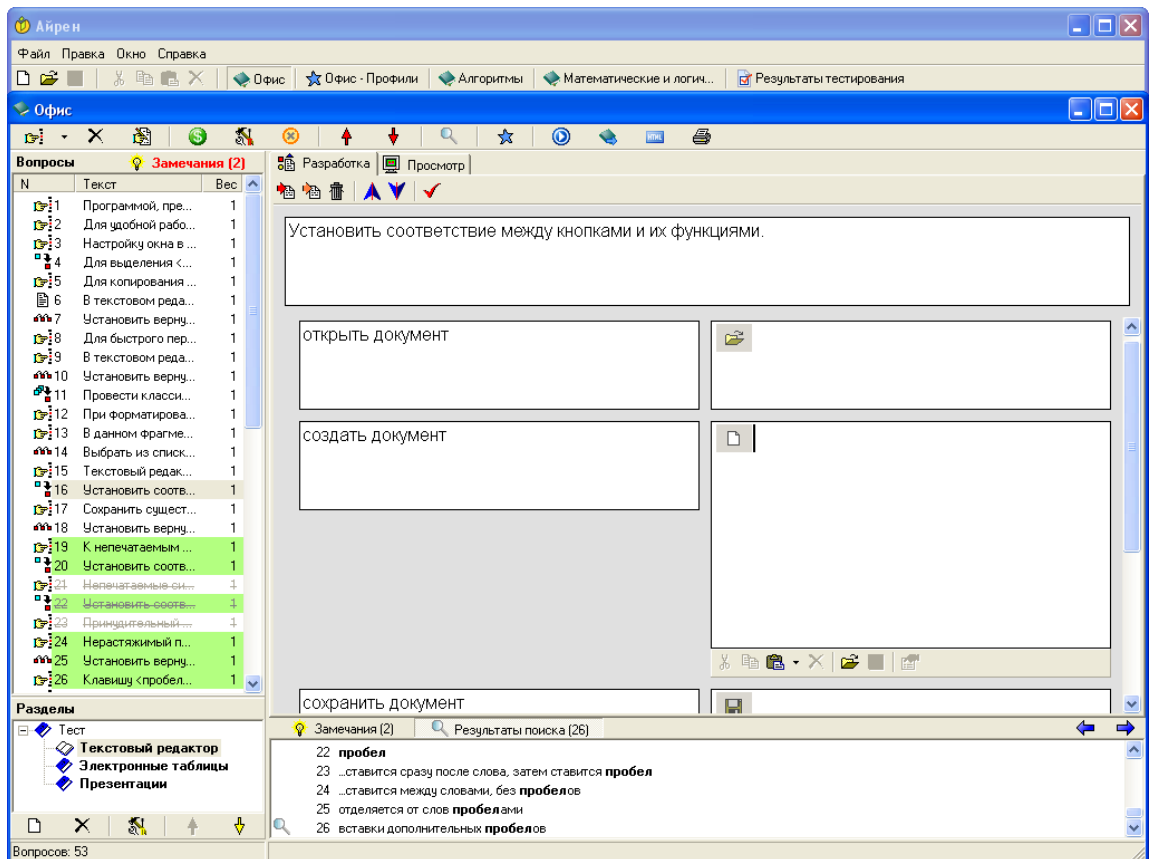 Айрен
Файл Правка Окно Справка
Офис Офис - Профили Алгоритмы Математические и логич... Результаты тестирования
Офис
HTML
Вопросы Замечания (2)
N Текст Вес
1 Программой, пре... 1
2 Для удобной рабо... 1
3 Настройку окна в ... 1
4 Для выделения <... 1
5 Для копирования ... 1
6 В текстовом реда... 1
7 Установить верну... 1
8 Для быстрого пер... 1
9 В текстовом реда... 1
10 Установить верну... 1
11 Провести класси... 1
12 При форматирова... 1
13 В данном фрагме... 1
14 Выбрать из списк... 1
15 Текстовый редак... 1
16 Установить соотв... 1
17 Сохранить сущест... 1
18 Установить верну... 1
19 К непечатаемым ... 1
20 Установить соотв... 1
21 Непечатаемые си... 1
22 Установить соотв... 1
23 Принудительный ... 1
24 Нерастяжимый п... 1
25 Установить верну... 1
26 Клавишу <пробел... 1
Разделы
Тест
Текстовый редактор
Электронные таблицы
Презентации
Вопросов: 53
Разработка Просмотр
Установить соответствие между кнопками и их функциями.
открыть документ
создать документ
сохранить документ
Замечания (2) Результаты поиска (26)
22 пробел
23 ...ставится сразу после слова, затем ставится пробел
24 ...ставится между словами, без пробелов
25 отделяется от слов пробелами
26 вставки дополнительных пробелов